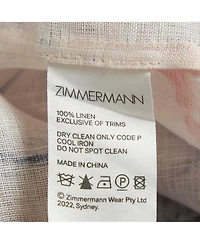 ZIMMERMANN
100% LINEN
EXCLUSIVE OF TRIMS
DRY CLEAN ONLY CODE P
COOL IRON
DO NOT SPOT CLEAN
MADE IN CHINA
P
© Zimmermann Wear Pty Ltd
2022, Sydney.